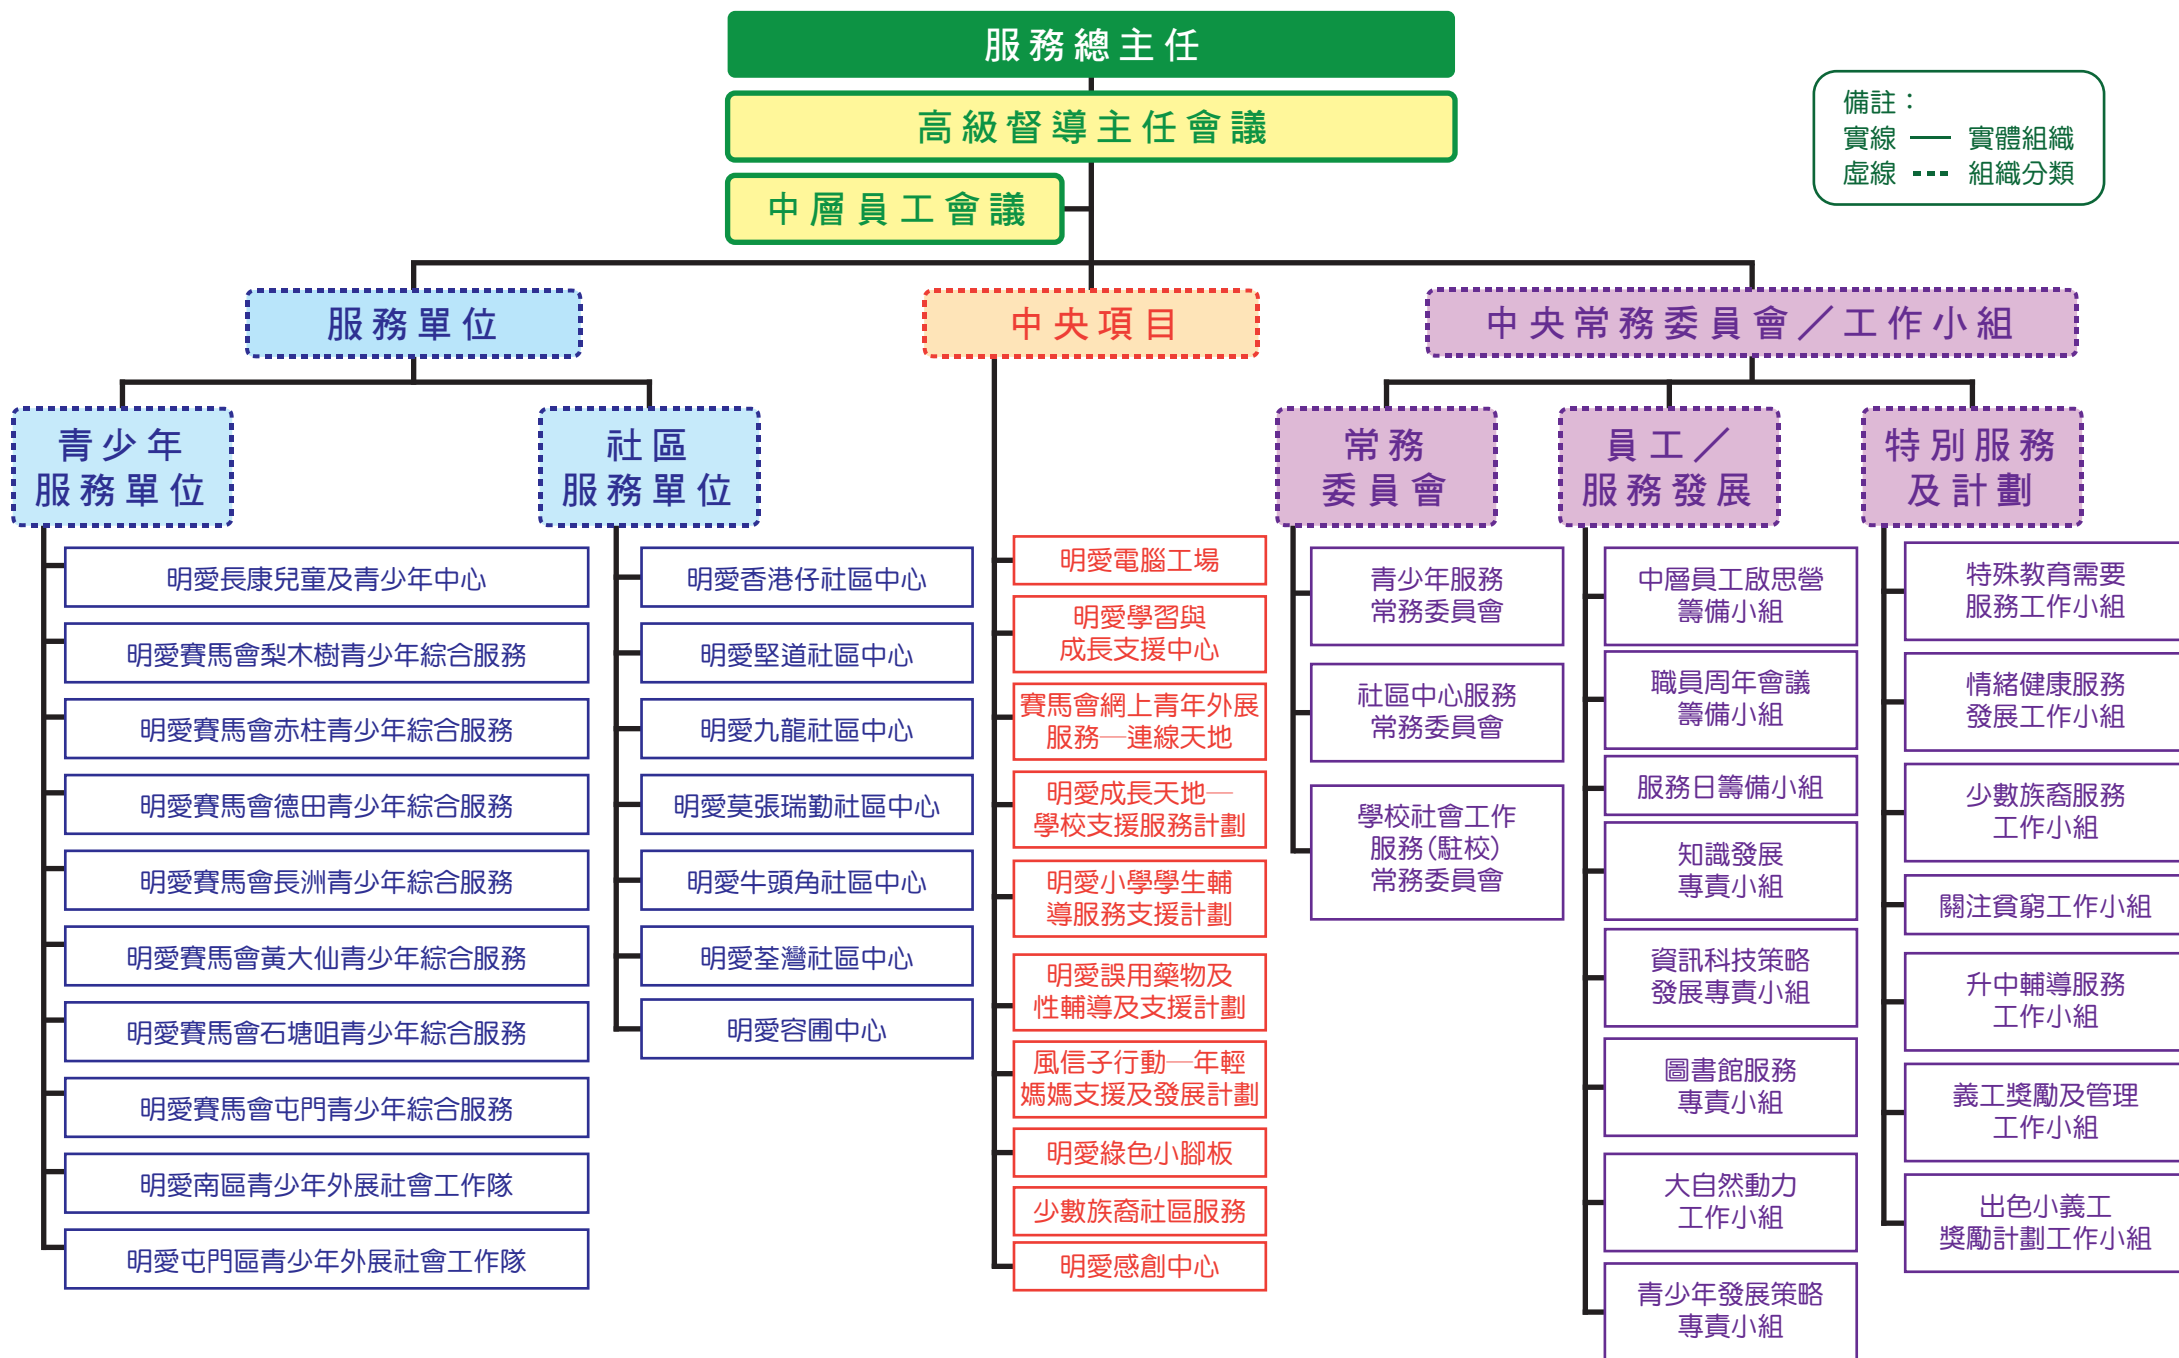 服務總主任
高級督導主任會議
中層員工會議
備註：
實線 — 實體組織
虛線 --- 組織分類
服務單位
中央項目
中央常務委員會／工作小組
青少年
服務單位
社區
服務單位
常務
委員會
員工／
服務發展
特別服務
及計劃
明愛長康兒童及青少年中心
明愛賽馬會梨木樹青少年綜合服務
明愛賽馬會赤柱青少年綜合服務
明愛賽馬會德田青少年綜合服務
明愛賽馬會長洲青少年綜合服務
明愛賽馬會黃大仙青少年綜合服務
明愛賽馬會石塘咀青少年綜合服務
明愛賽馬會屯門青少年綜合服務
明愛南區青少年外展社會工作隊
明愛屯門區青少年外展社會工作隊
明愛香港仔社區中心
明愛堅道社區中心
明愛九龍社區中心
明愛莫張瑞勤社區中心
明愛牛頭角社區中心
明愛荃灣社區中心
明愛容圃中心
明愛電腦工場
明愛學習與
成長支援中心
賽馬會網上青年外展
服務—連線天地
明愛成長天地—
學校支援服務計劃
明愛小學學生輔
導服務支援計劃
明愛誤用藥物及
性輔導及支援計劃
風信子行動—年輕
媽媽支援及發展計劃
明愛綠色小腳板
少數族裔社區服務
明愛感創中心
青少年服務
常務委員會
社區中心服務
常務委員會
學校社會工作
服務(駐校)
常務委員會
中層員工啟思營
籌備小組
職員周年會議
籌備小組
服務日籌備小組
知識發展
專責小組
資訊科技策略
發展專責小組
圖書館服務
專責小組
大自然動力
工作小組
青少年發展策略
專責小組
特殊教育需要
服務工作小組
情緒健康服務
發展工作小組
少數族裔服務
工作小組
關注貧窮工作小組
升中輔導服務
工作小組
義工獎勵及管理
工作小組
出色小義工
獎勵計劃工作小組